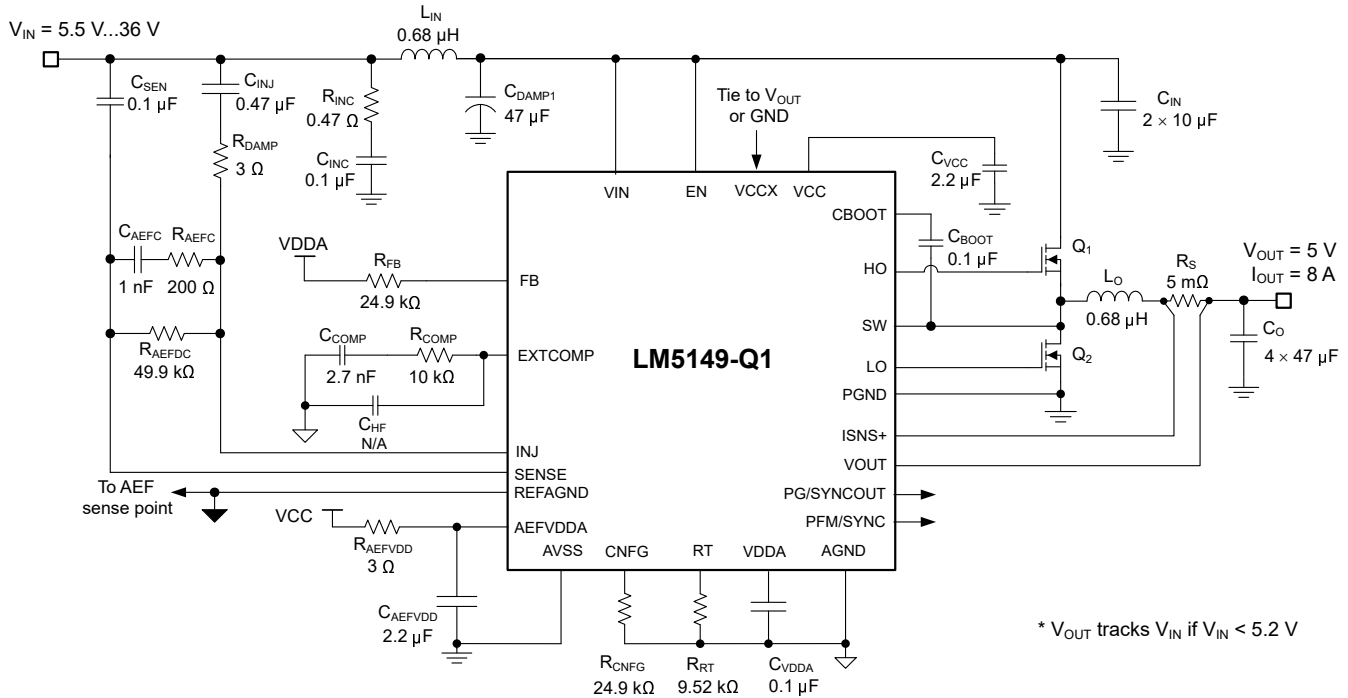 V_IN = 5.5 V...36 V
L_IN
0.68 µH
C_SEN
0.1 µF
C_INJ
0.47 µF
R_INC
0.47 Ω
C_DAMP1
47 µF
Tie to V_OUT
or GND
C_IN
2 × 10 µF
R_DAMP
3 Ω
C_INC
0.1 µF
C_VCC
2.2 µF
VIN
EN
VCCX
VCC
CBOOT
C_AEFC
R_AEFC
1 nF
200 Ω
VDDA
R_FB
24.9 kΩ
FB
C_BOOT
0.1 µF
HO
Q_1
V_OUT = 5 V
I_OUT = 8 A
L_O
0.68 µH
R_S
5 mΩ
R_AEFDC
49.9 kΩ
C_COMP
R_COMP
2.7 nF
10 kΩ
EXTCOMP
LM5149-Q1
SW
LO
Q_2
C_O
4 × 47 µF
C_HF
N/A
PGND
INJ
SENSE
REFAGND
ISNS+
VOUT
To AEF
sense point
PG/SYNCOUT
PFM/SYNC
VCC
R_AEFVDD
3 Ω
AEFVDDA
AVSS
CNFG
RT
VDDA
AGND
C_AEFVDD
2.2 µF
R_CNFG
24.9 kΩ
R_RT
9.52 kΩ
C_VDDA
0.1 µF
* V_OUT tracks V_IN if V_IN < 5.2 V